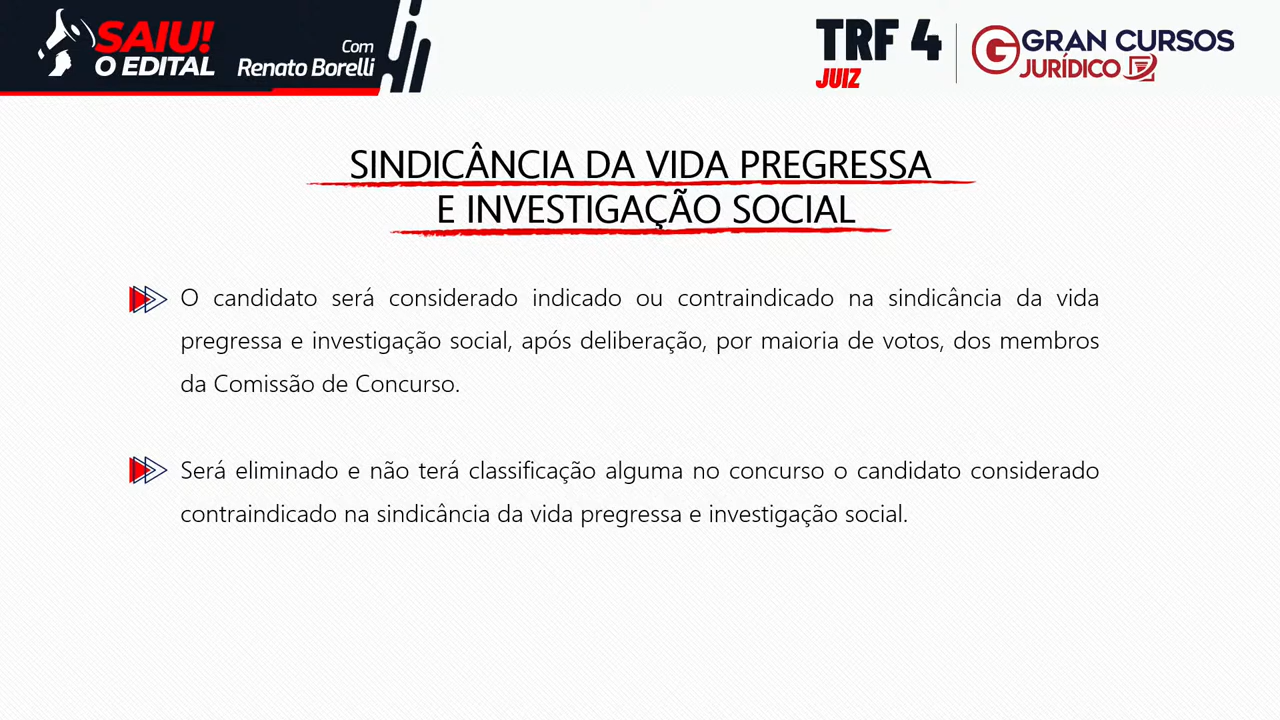 SAIU!
O EDITAL
Com
Renato Borelli
TRF 4
JUIZ
GRAN CURSOS
JURÍDICO
SINDICÂNCIA DA VIDA PREGRESSA
E INVESTIGAÇÃO SOCIAL
O candidato será considerado indicado ou contraindicado na sindicância da vida
pregressa e investigação social, após deliberação, por maioria de votos, dos membros
da Comissão de Concurso.
Será eliminado e não terá classificação alguma no concurso o candidato considerado
contraindicado na sindicância da vida pregressa e investigação social.